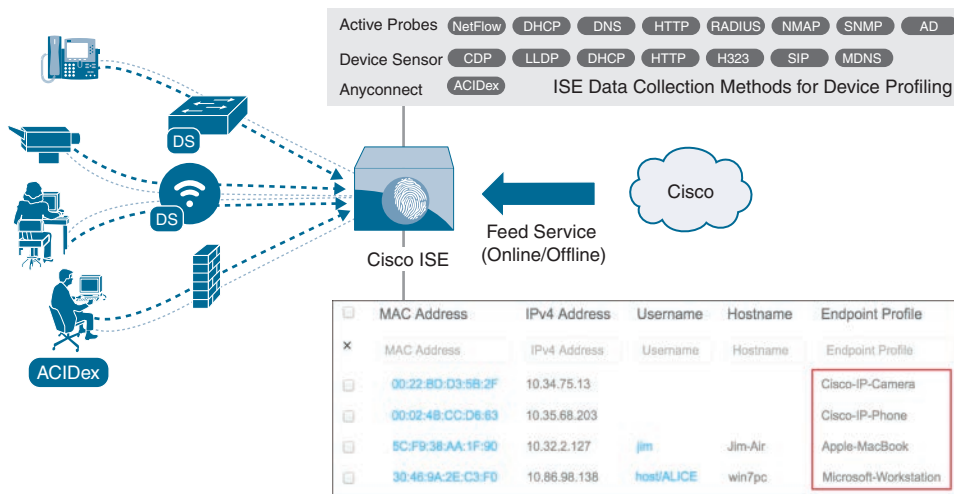 Active Probes NetFlow DHCP DNS HTTP RADIUS NMAP SNMP AD
Device Sensor CDP LLDP DHCP HTTP H323 SIP MDNS
Anyconnect ACIDex ISE Data Collection Methods for Device Profiling
DS
DS
ACIDex
Cisco ISE
Feed Service
(Online/Offline)
Cisco
MAC Address IPv4 Address Username Hostname Endpoint Profile
× MAC Address IPv4 Address Username Hostname Endpoint Profile
00:22:BD:D3:5B:2F 10.34.75.13 Cisco-IP-Camera
00:02:4B:CC:D6:63 10.35.68.203 Cisco-IP-Phone
5C:F9:38:AA:1F:90 10.32.2.127 jim Jim-Air Apple-MacBook
30:46:9A:2E:C3:F0 10.86.98.138 host/ALICE win7pc Microsoft-Workstation